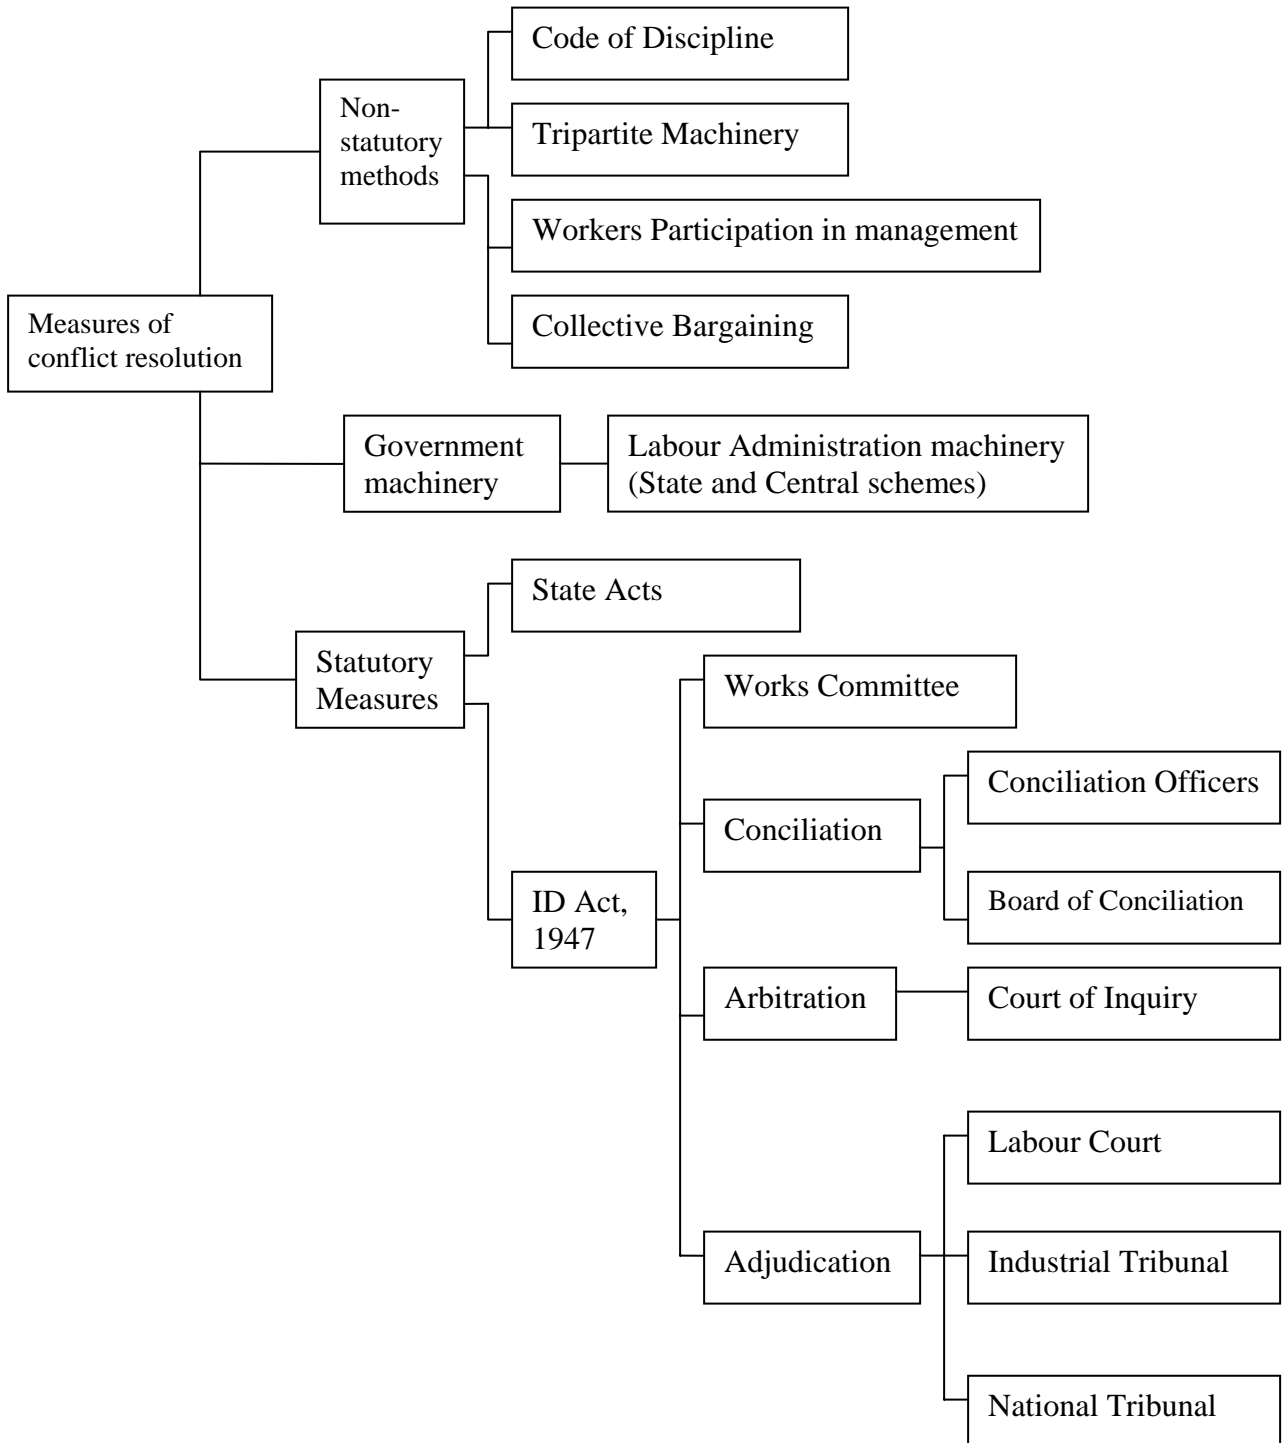 Code of Discipline
Non-
statutory
methods
Tripartite Machinery
Workers Participation in management
Collective Bargaining
Measures of
conflict resolution
Government
machinery
Labour Administration machinery
(State and Central schemes)
State Acts
Statutory
Measures
Works Committee
Conciliation Officers
Conciliation
Board of Conciliation
ID Act,
1947
Arbitration
Court of Inquiry
Labour Court
Adjudication
Industrial Tribunal
National Tribunal